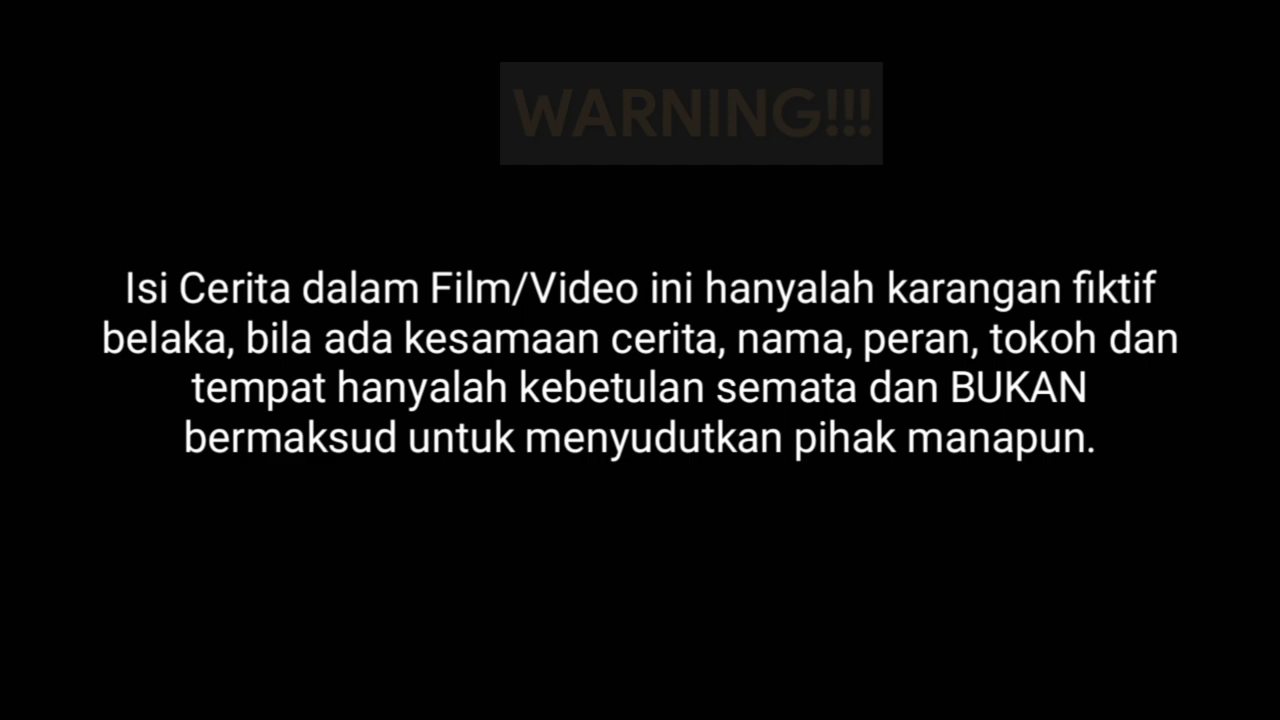 WARNING!!!
Isi Cerita dalam Film/Video ini hanyalah karangan fiktif
belaka, bila ada kesamaan cerita, nama, peran, tokoh dan
tempat hanyalah kebetulan semata dan BUKAN
bermaksud untuk menyudutkan pihak manapun.